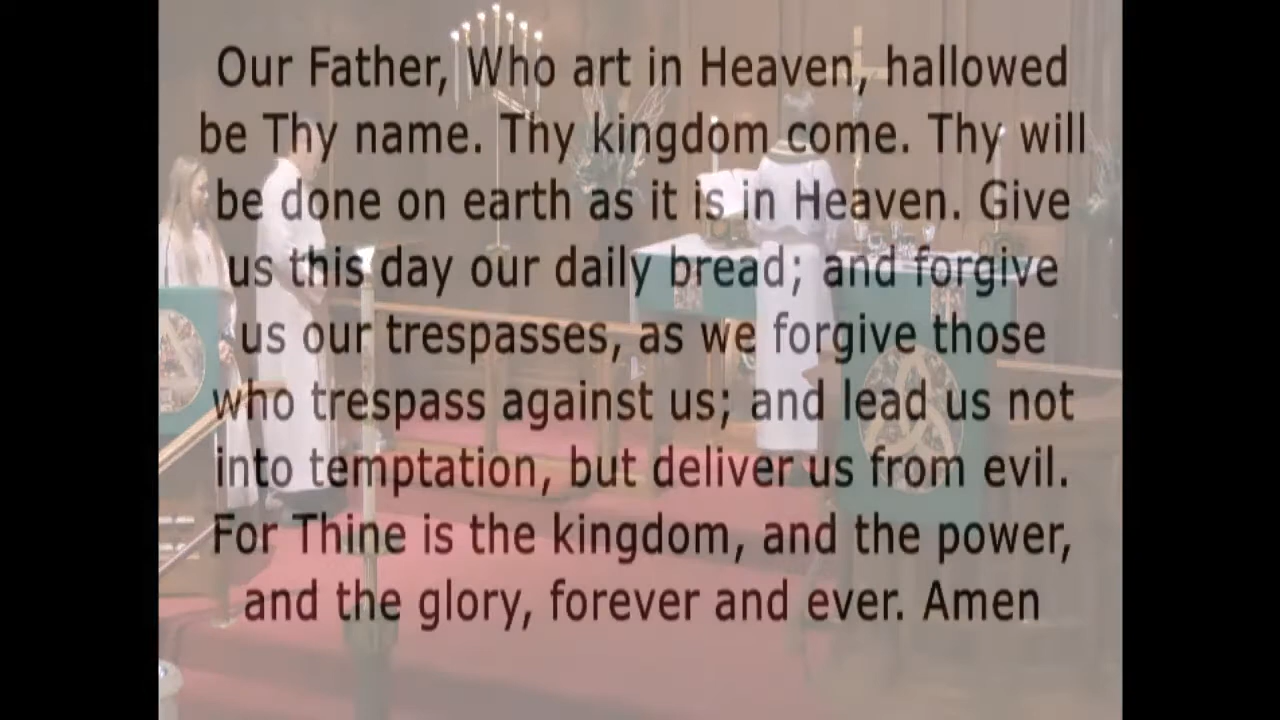 Our Father, Who art in Heaven, hallowed
be Thy name. Thy kingdom come. Thy will
be done on earth as it is in Heaven. Give
us this day our daily bread; and forgive
us our trespasses, as we forgive those
who trespass against us; and lead us not
into temptation, but deliver us from evil.
For Thine is the kingdom, and the power,
and the glory, forever and ever. Amen